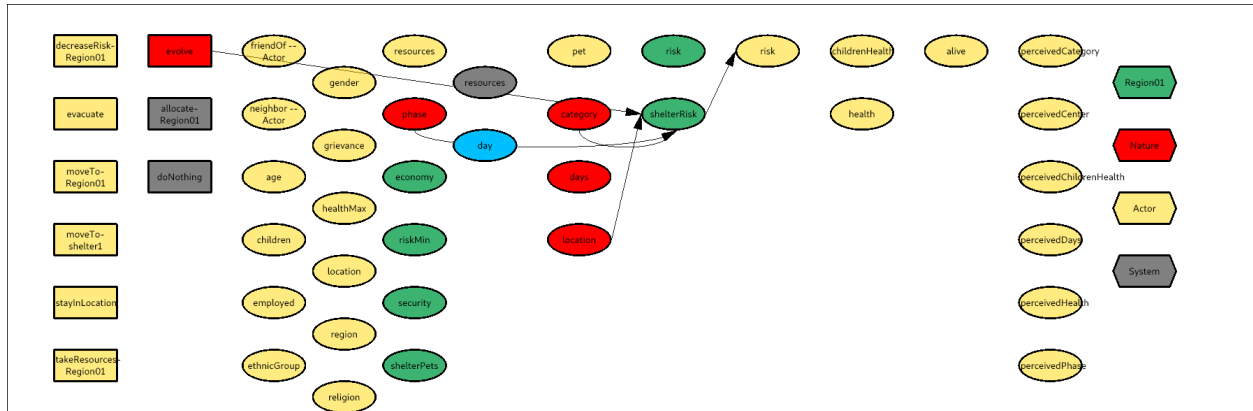 decreaseRisk-
Region01
evolve
friendOf --
Actor
resources
pet
risk
risk
childrenHealth
alive
perceivedCategory
gender
resources
Region01
evacuate
allocate-
Region01
neighbor --
Actor
phase
category
shelterRisk
health
perceivedCenter
grievance
day
Nature
moveTo-
Region01
doNothing
age
economy
days
perceivedChildrenHealth
healthMax
Actor
moveTo-
shelter1
children
riskMin
location
perceivedDays
location
System
stayInLocation
employed
security
perceivedHealth
region
takeResources-
Region01
ethnicGroup
shelterPets
perceivedPhase
religion